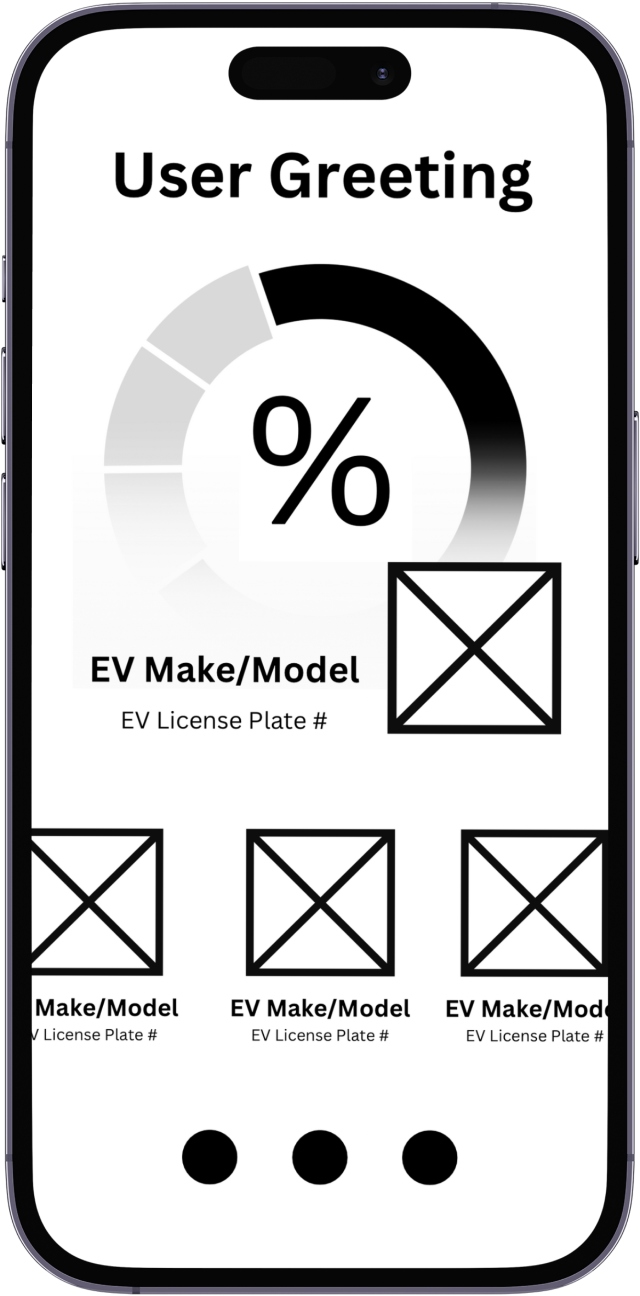 User Greeting
%
EV Make/Model
EV License Plate #
Make/Model
EV Make/Model
EV Make/Mod
License Plate #
EV License Plate #
EV License Plate #